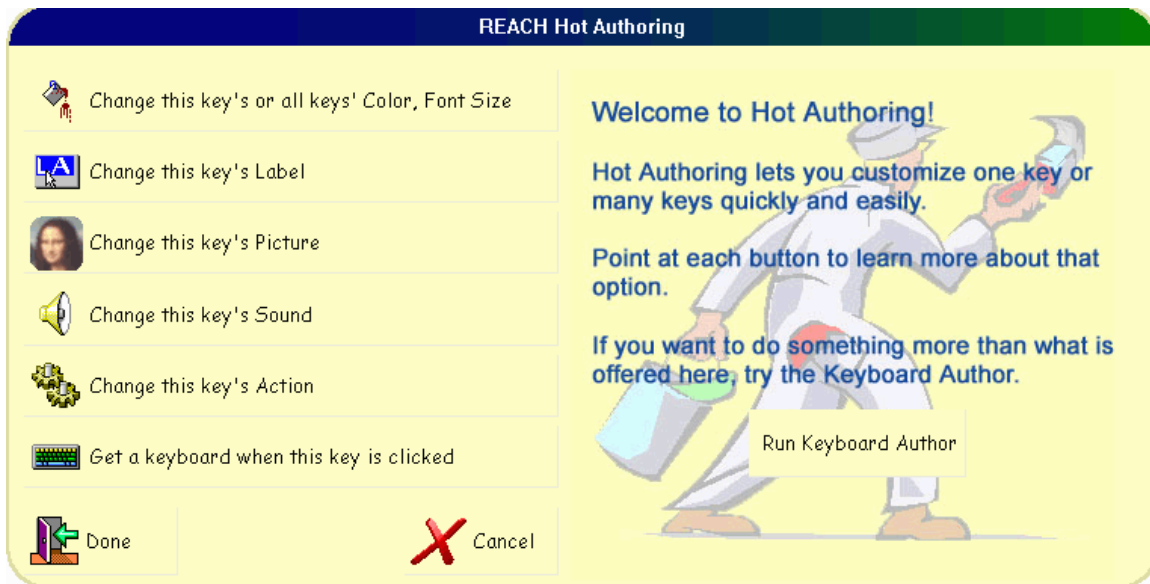 REACH Hot Authoring
Change this key's or all keys' Color, Font Size
LA
Change this key's Label
Change this key's Picture
Change this key's Sound
Change this key's Action
Get a keyboard when this key is clicked
Done
Cancel
Welcome to Hot Authoring!
Hot Authoring lets you customize one key or
many keys quickly and easily.
Point at each button to learn more about that
option.
If you want to do something more than what is
offered here, try the Keyboard Author.
Run Keyboard Author